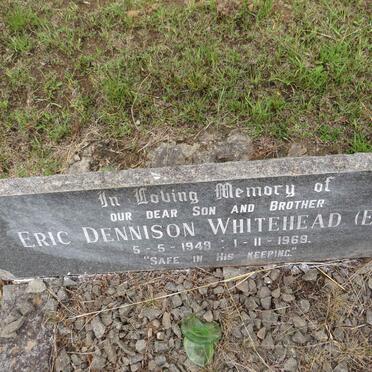 In Loving Memory of
OUR DEAR SON AND BROTHER
ERIC DENNISON WHITEHEAD (E
5-5-1949 · 1-11-1969.
"SAFE IN HIS KEEPING."